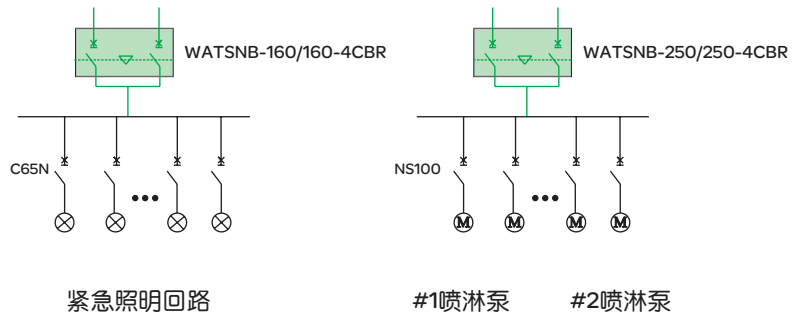 WATSNB-160/160-4CBR
WATSNB-250/250-4CBR
C65N
NS100
M M M M
紧急照明回路
#1喷淋泵 #2喷淋泵